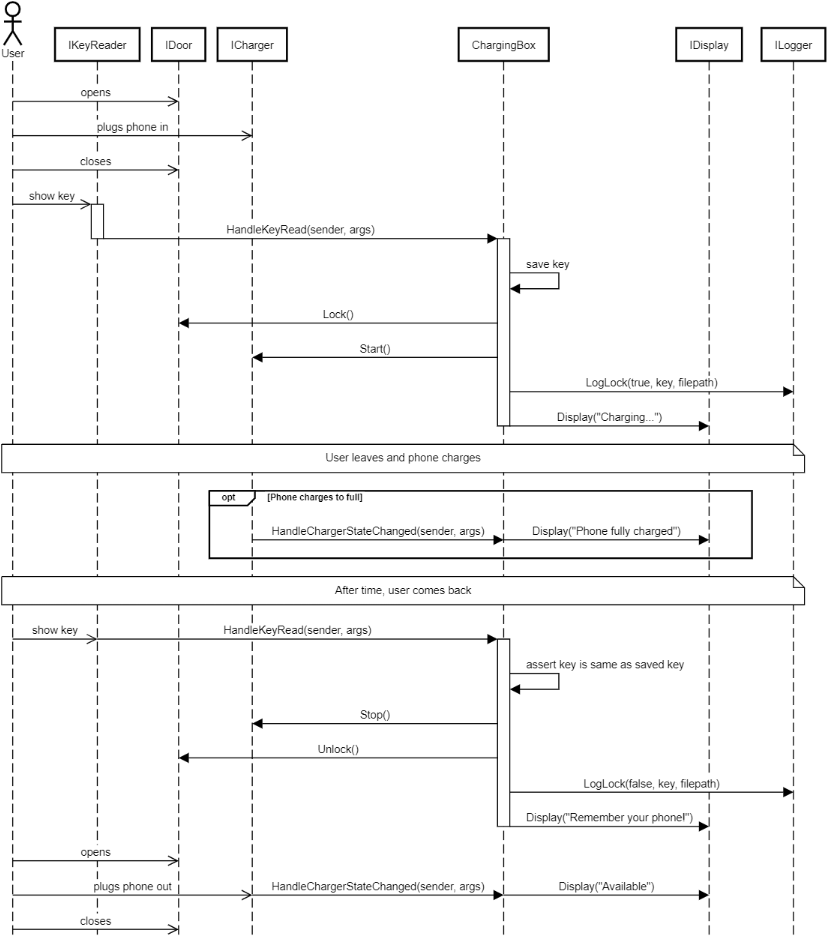 User
IKeyReader
IDoor
ICharger
ChargingBox
IDisplay
ILogger
opens
plugs phone in
closes
show key
HandleKeyRead(sender, args)
save key
Lock()
Start()
LogLock(true, key, filepath)
Display("Charging...")
User leaves and phone charges
opt [Phone charges to full]
HandleChargerStateChanged(sender, args)
Display("Phone fully charged")
After time, user comes back
show key
HandleKeyRead(sender, args)
assert key is same as saved key
Stop()
Unlock()
LogLock(false, key, filepath)
Display("Remember your phone!")
opens
plugs phone out
HandleChargerStateChanged(sender, args)
Display("Available")
closes